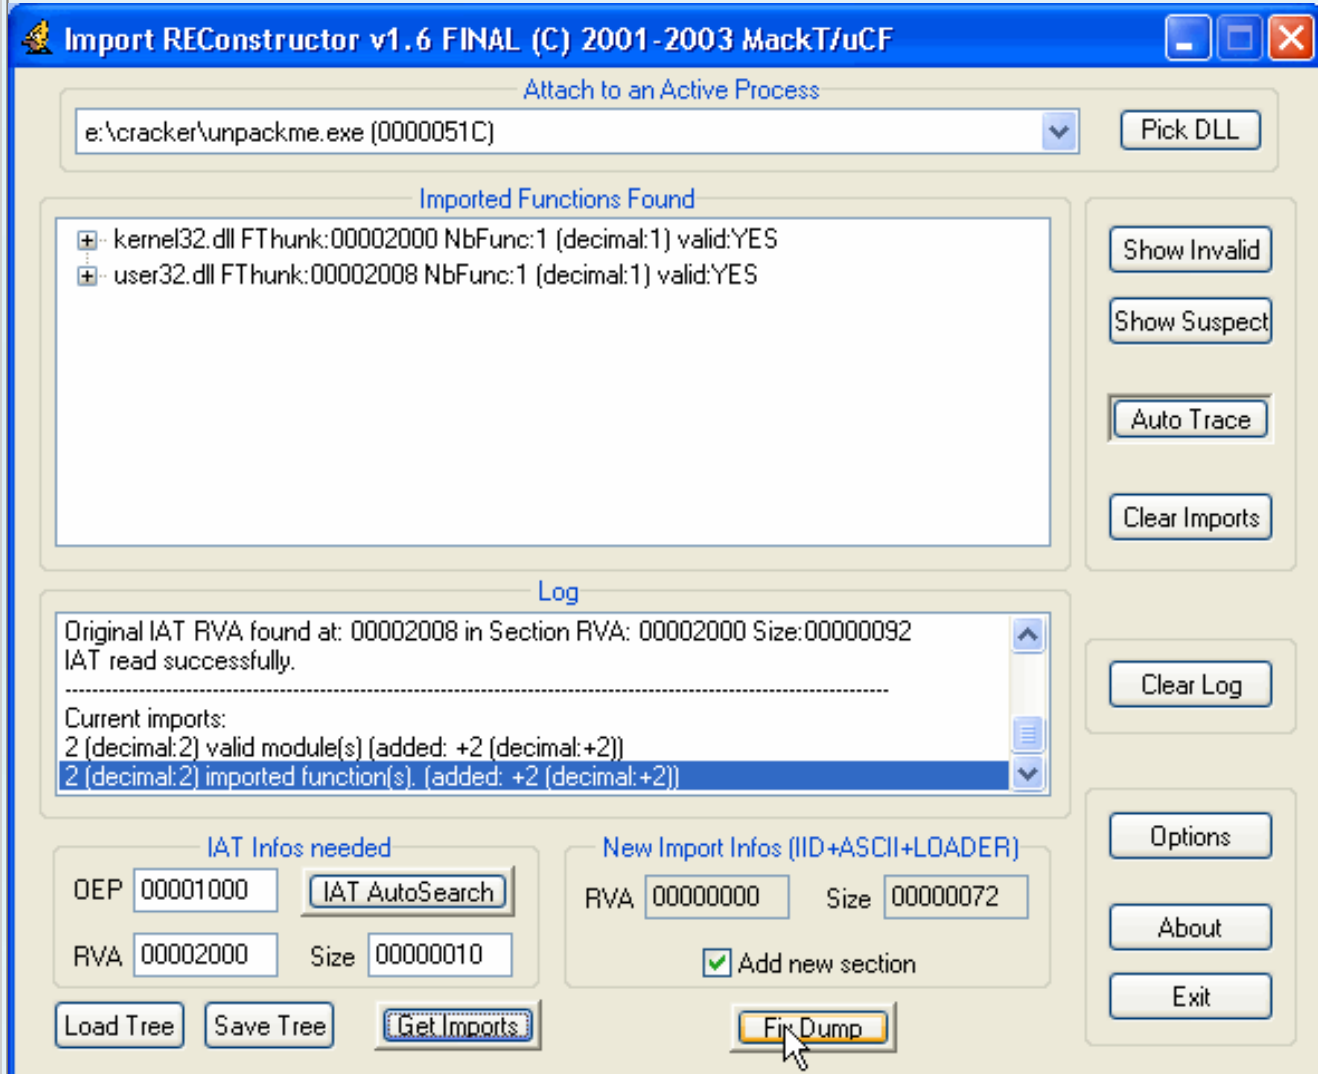 Import REConstructor v1.6 FINAL (C) 2001-2003 MackT/uCF
Attach to an Active Process
e:\cracker\unpackme.exe (0000051C)
Pick DLL
Imported Functions Found
kernel32.dll FThunk:00002000 NbFunc:1 (decimal:1) valid:YES
user32.dll FThunk:00002008 NbFunc:1 (decimal:1) valid:YES
Show Invalid
Show Suspect
Auto Trace
Clear Imports
Log
Original IAT RVA found at: 00002008 in Section RVA: 00002000 Size:00000092
IAT read successfully.
Current imports:
2 (decimal:2) valid module(s) (added: +2 (decimal:+2))
2 (decimal:2) imported function(s). (added: +2 (decimal:+2))
Clear Log
IAT Infos needed
OEP 00001000 IAT AutoSearch
RVA 00002000 Size 00000010
New Import Infos (IID+ASCII+LOADER)
RVA 00000000 Size 00000072
Add new section
Options
About
Exit
Load Tree Save Tree Get Imports Fix Dump